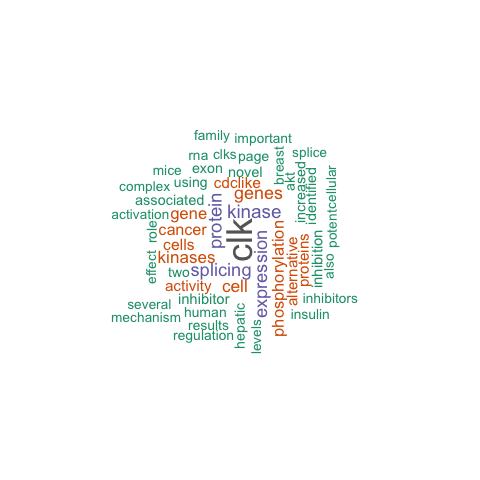 family
important
rna
clks
page
breast
splice
mice
exon
novel
akt
increased
identified
cellular
complex
using
cdclike
genes
associated
protein
kinase
activation
gene
clk
role
cancer
cells
expression
phosphorylation
alternative
proteins
inhibition
also
potent
kinases
effect
two
splicing
activity
cell
several
inhibitor
inhibitors
mechanism
human
insulin
results
hepatic
levels
regulation